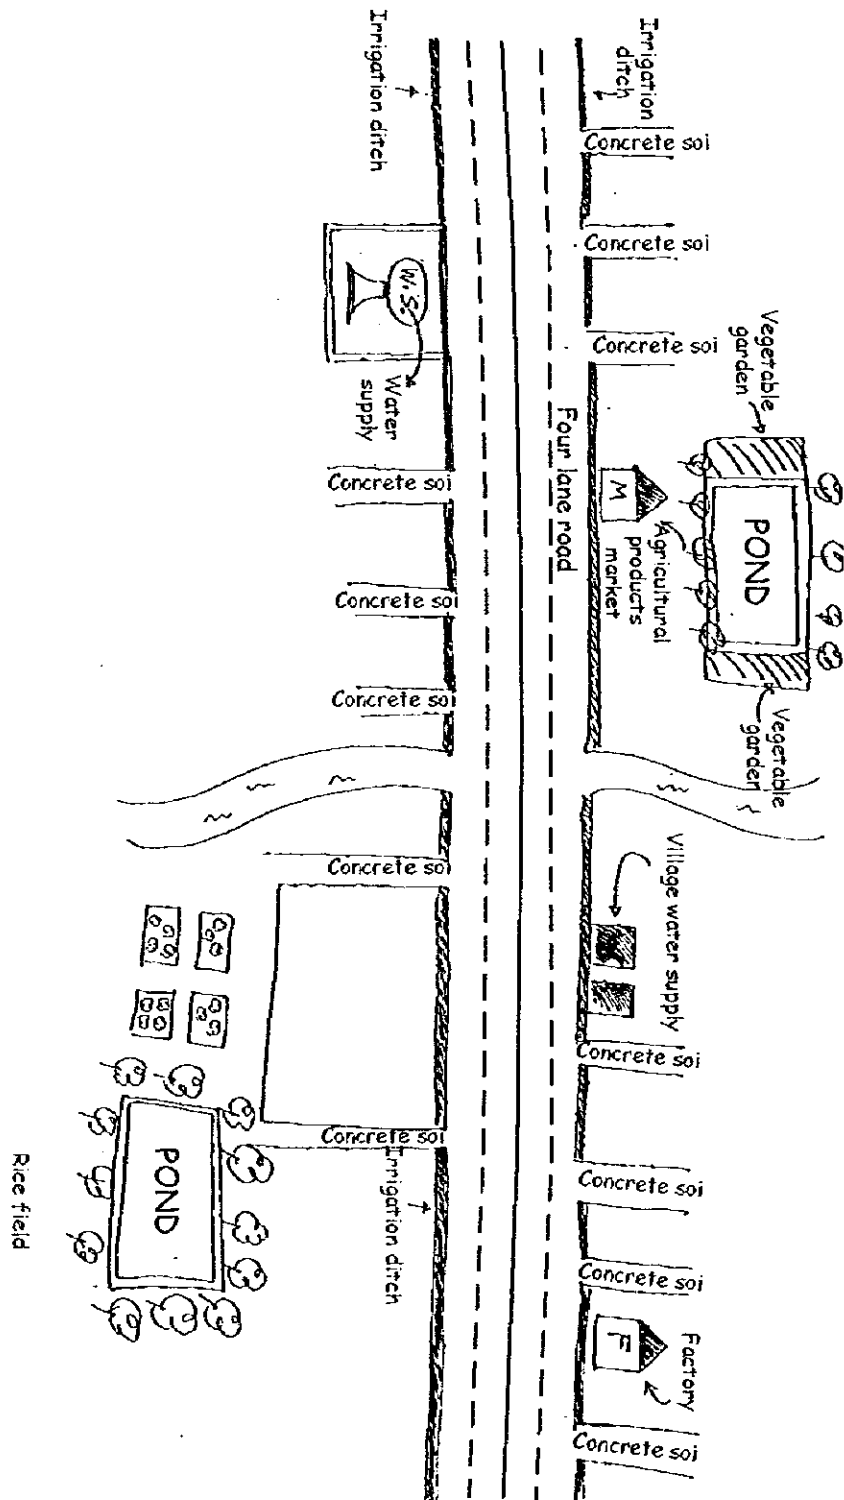 Irrigation
ditch
Irrigation ditch
Concrete soi
Concrete soi
W.S.
Water
supply
Concrete soi
Vegetable
garden
Four lane road
M
Agricultural
products
market
POND
Concrete soi
Concrete soi
Concrete soi
Vegetable
garden
Village water supply
Concrete soi
Concrete soi
Concrete soi
Irrigation ditch
POND
Rice field
Concrete soi
Concrete soi
F
Factory
Concrete soi